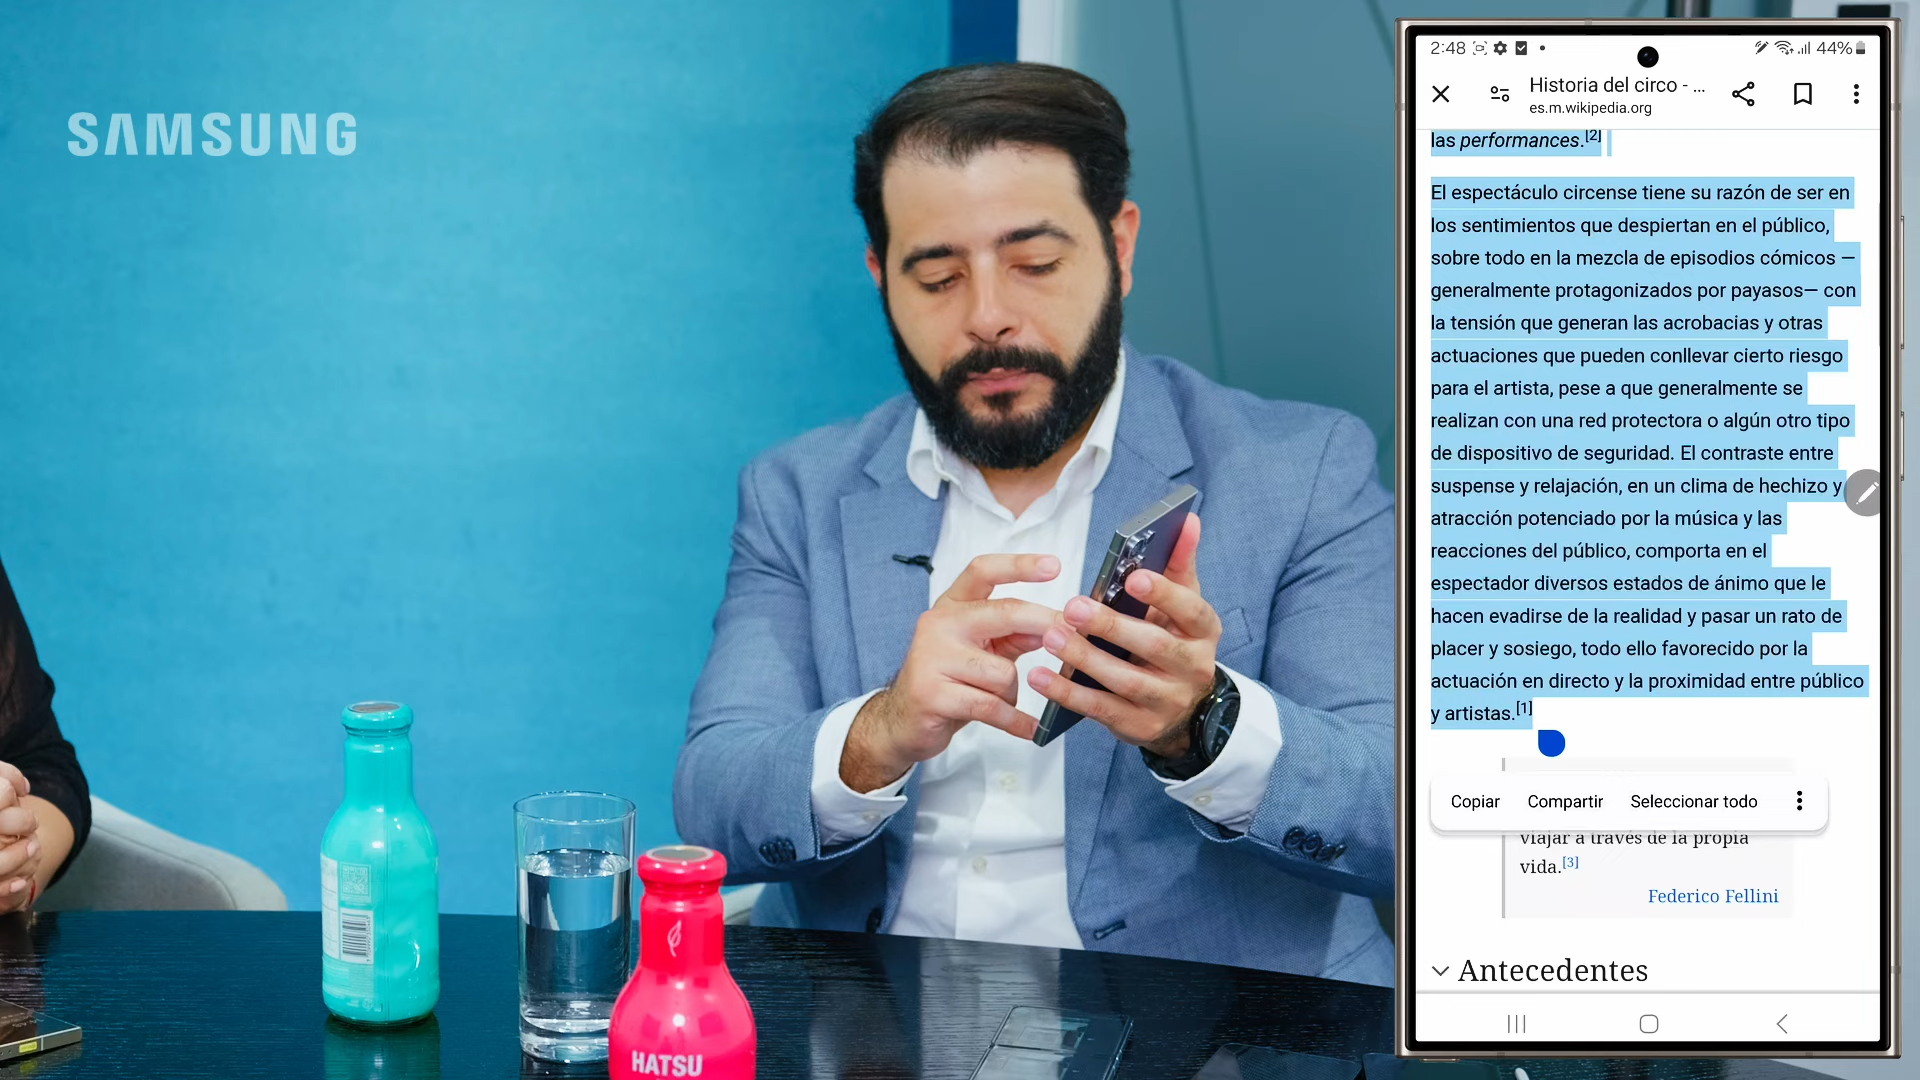 SAMSUNG
HATSU
2:48
44%
Historia del circo - ...
es.m.wikipedia.org
las performances.[2]
El espectáculo circense tiene su razón de ser en
los sentimientos que despiertan en el público,
sobre todo en la mezcla de episodios cómicos —
generalmente protagonizados por payasos— con
la tensión que generan las acrobacias y otras
actuaciones que pueden conllevar cierto riesgo
para el artista, pese a que generalmente se
realizan con una red protectora o algún otro tipo
de dispositivo de seguridad. El contraste entre
suspense y relajación, en un clima de hechizo y
atracción potenciado por la música y las
reacciones del público, comporta en el
espectador diversos estados de ánimo que le
hacen evadirse de la realidad y pasar un rato de
placer y sosiego, todo ello favorecido por la
actuación en directo y la proximidad entre público
y artistas.[1]
Copiar Compartir Seleccionar todo
viajar a través de la propia
vida.[3]
Federico Fellini
Antecedentes